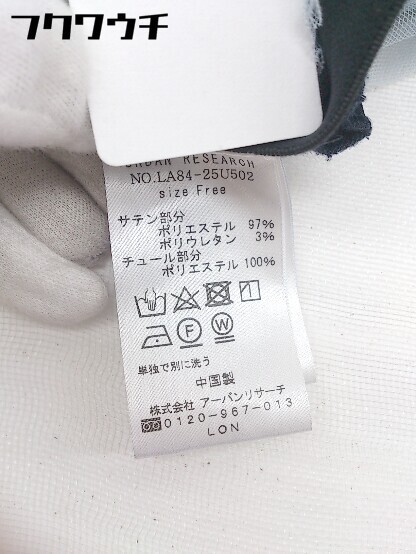 フクワウチ
URBAN RESEARCH
NO.LA84-25U502
size Free
サテン部分
ポリエステル 97%
ポリウレタン 3%
チュール部分
ポリエステル 100%
単独で別に洗う
中国製
株式会社 アーバンリサーチ
0120-967-013
LON